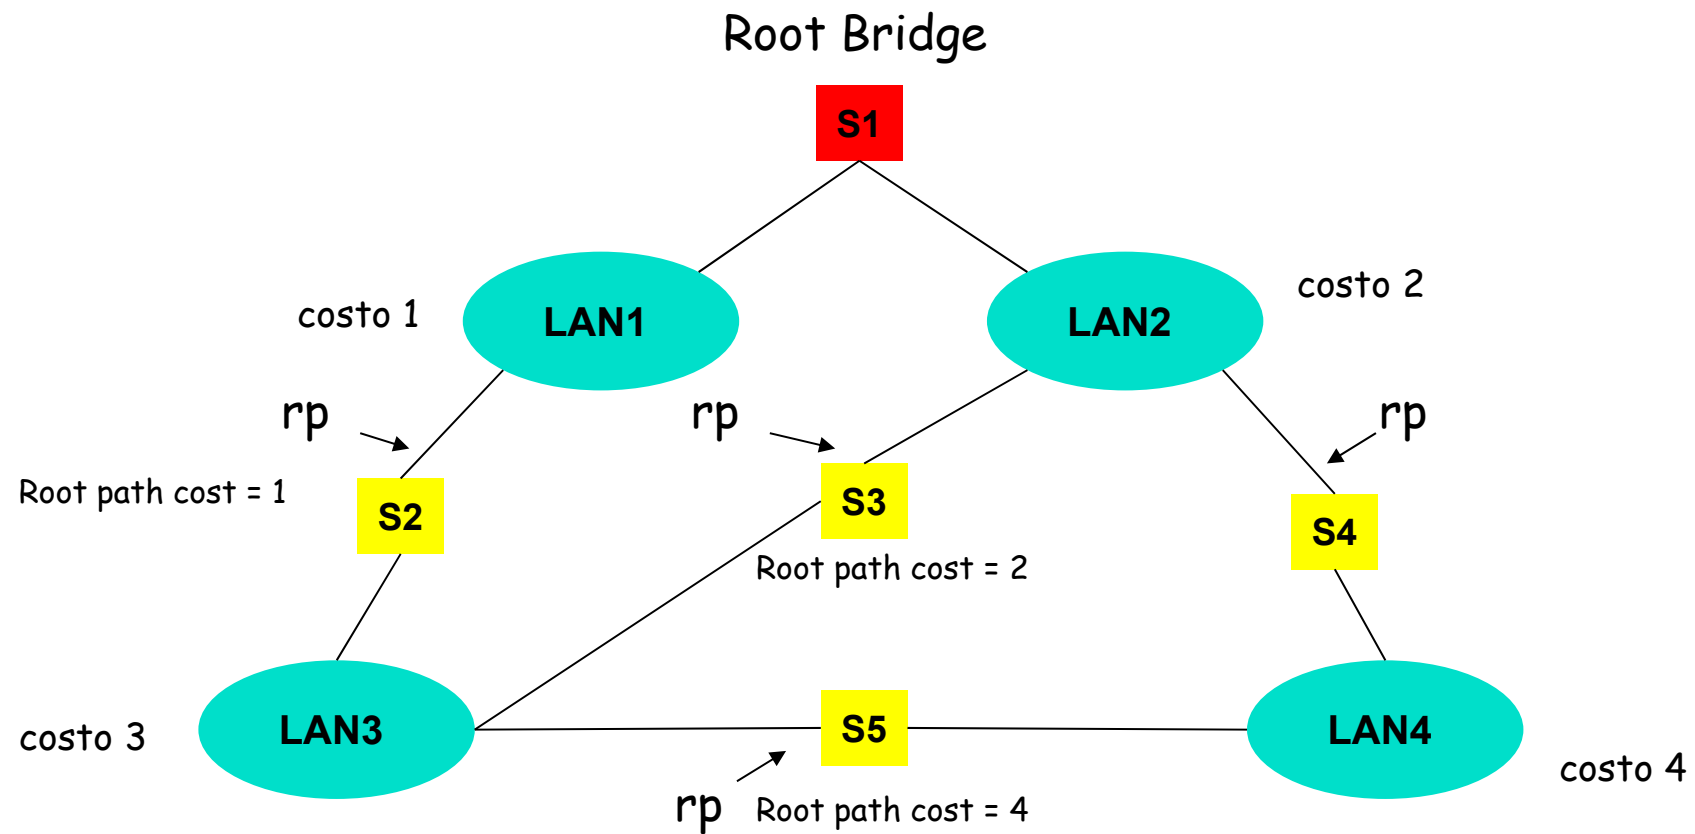 Root Bridge
S1
costo 1
LAN1
LAN2
costo 2
rp
rp
rp
Root path cost = 1
S2
S3
S4
Root path cost = 2
costo 3
LAN3
S5
LAN4
costo 4
rp
Root path cost = 4